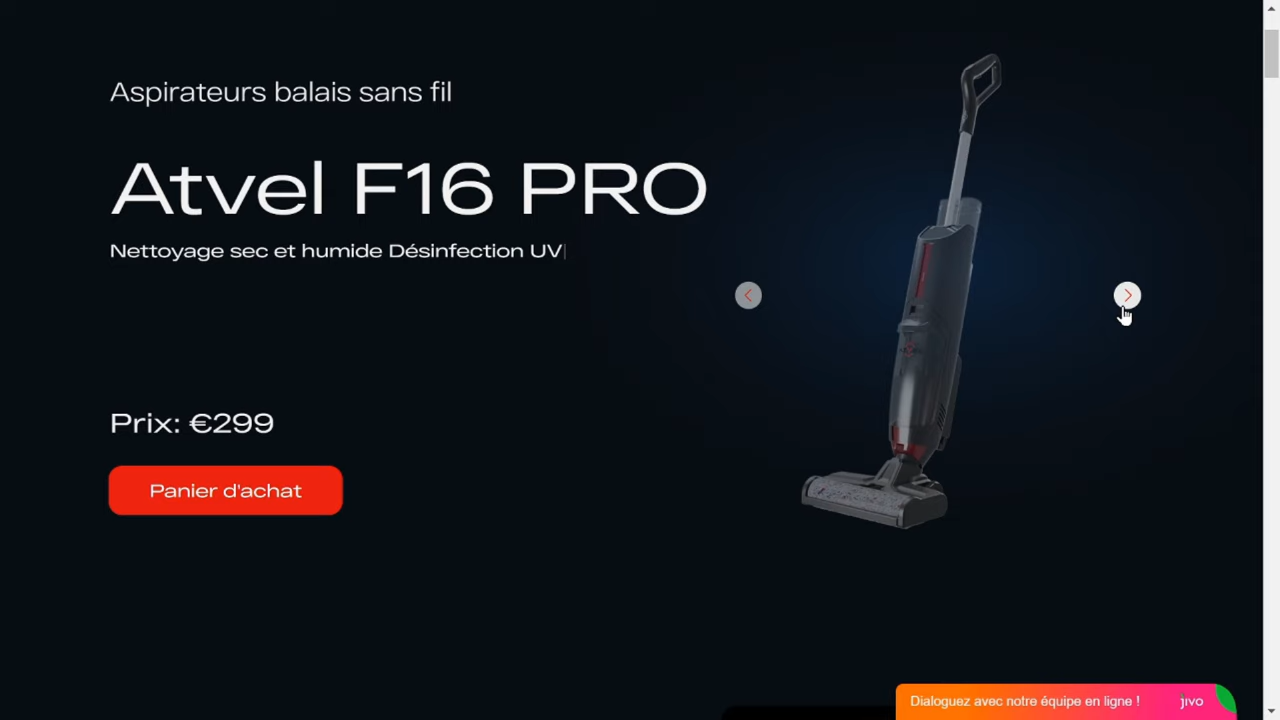 Aspirateurs balais sans fil
Atvel F16 PRO
Nettoyage sec et humide Désinfection UV
Prix: €299
Panier d'achat
Dialoguez avec notre équipe en ligne !
jivo